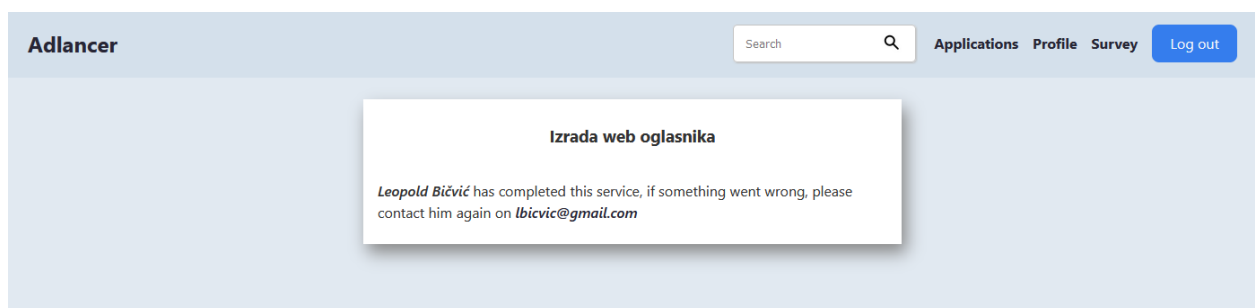 Adlancer
Search
Applications Profile Survey Log out
Izrada web oglasnika
Leopold Bičvić has completed this service, if something went wrong, please
contact him again on lbicvic@gmail.com